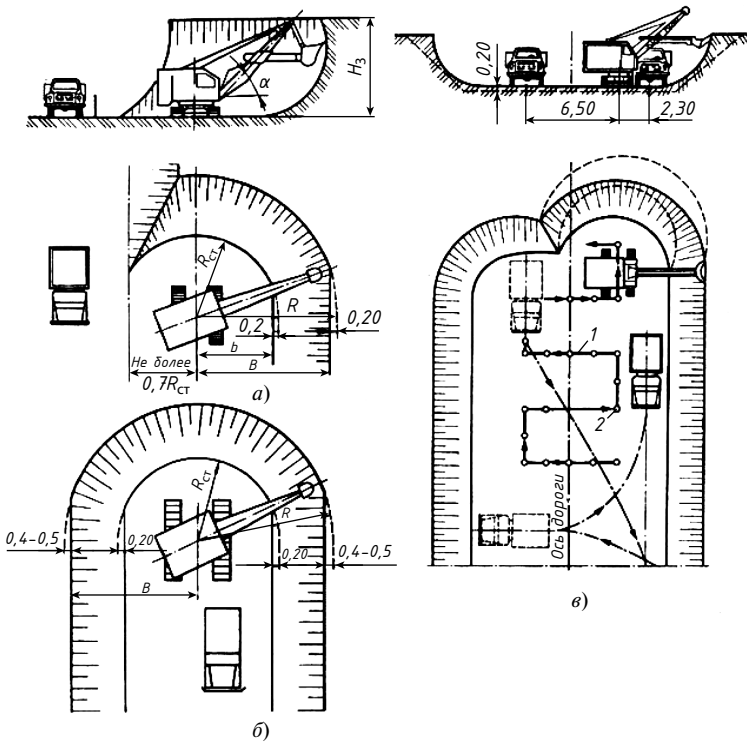 H₃
α
0,20
6,50
2,30
Rст
R
0,2
0,20
b
B
Не более
0,7Rст
а)
Rст
R
0,4–0,5
0,20
0,20
0,4–0,5
B
б)
1
2
Ось дороги
в)